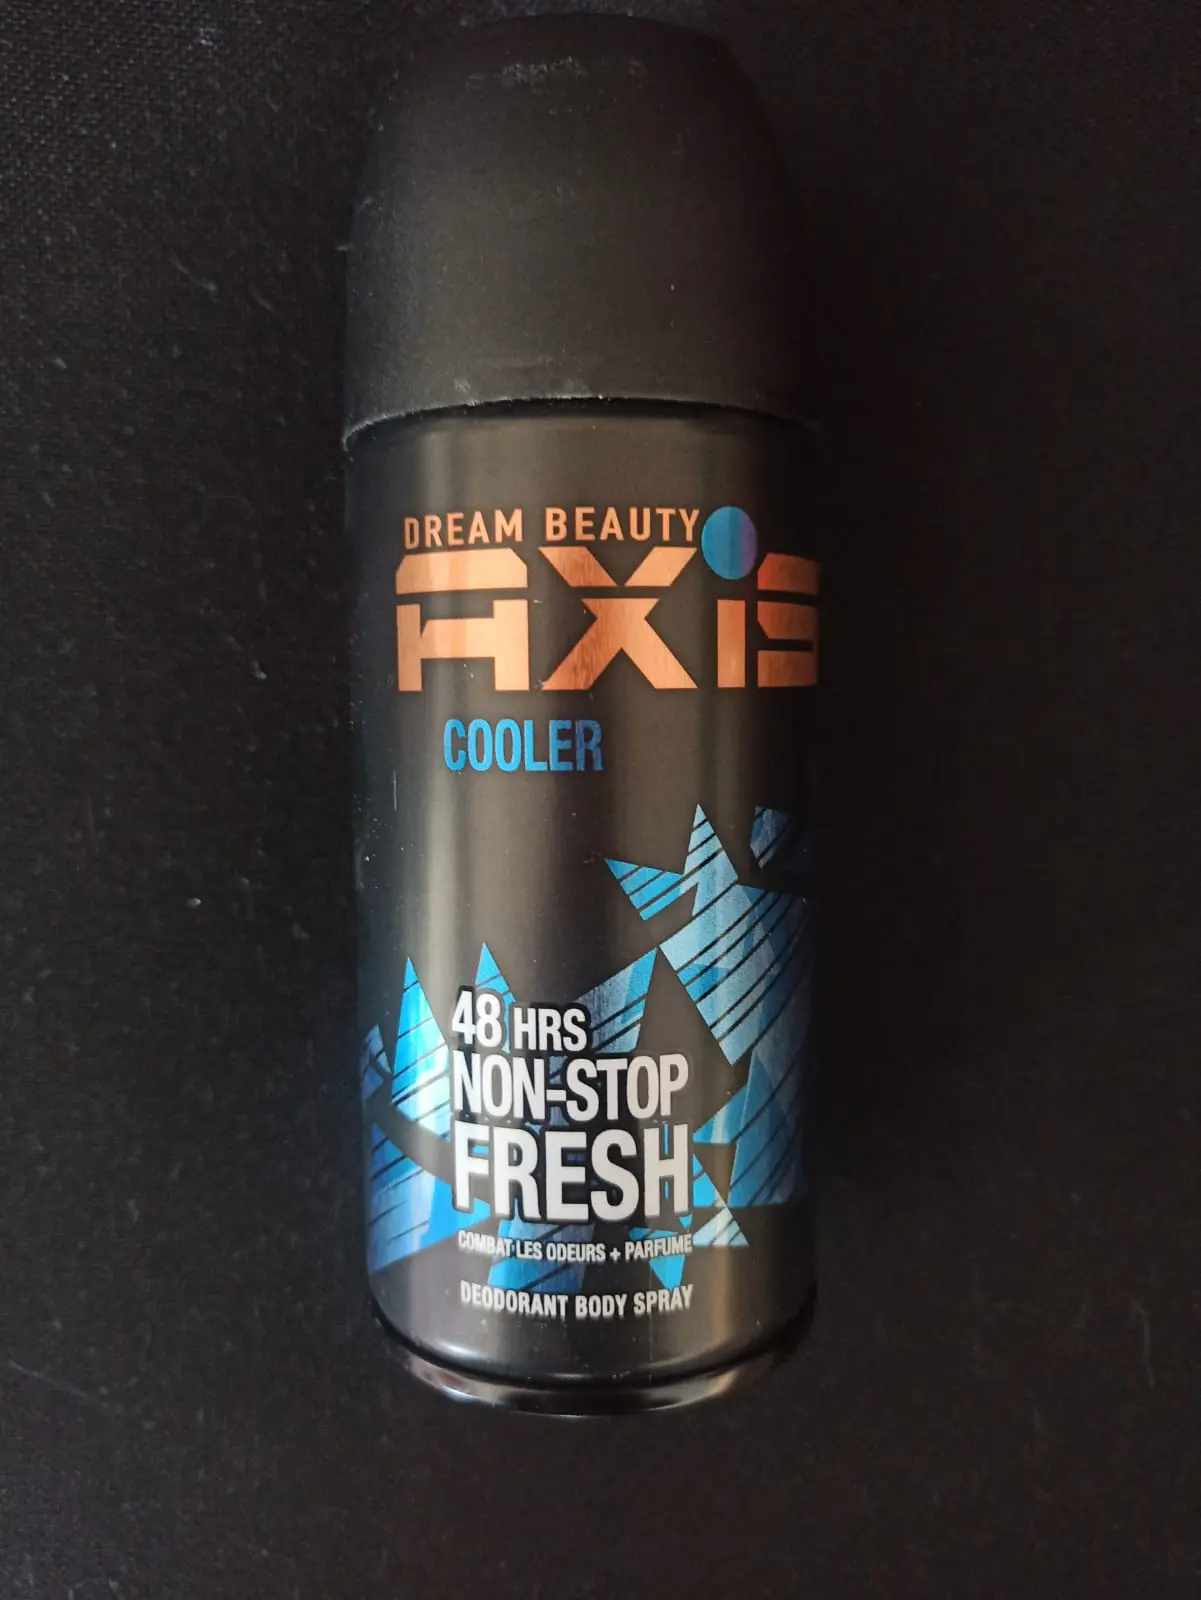 DREAM BEAUTY
AXiS
COOLER
48 HRS
NON-STOP
FRESH
COMBAT LES ODEURS + PARFUME
DEODORANT BODY SPRAY